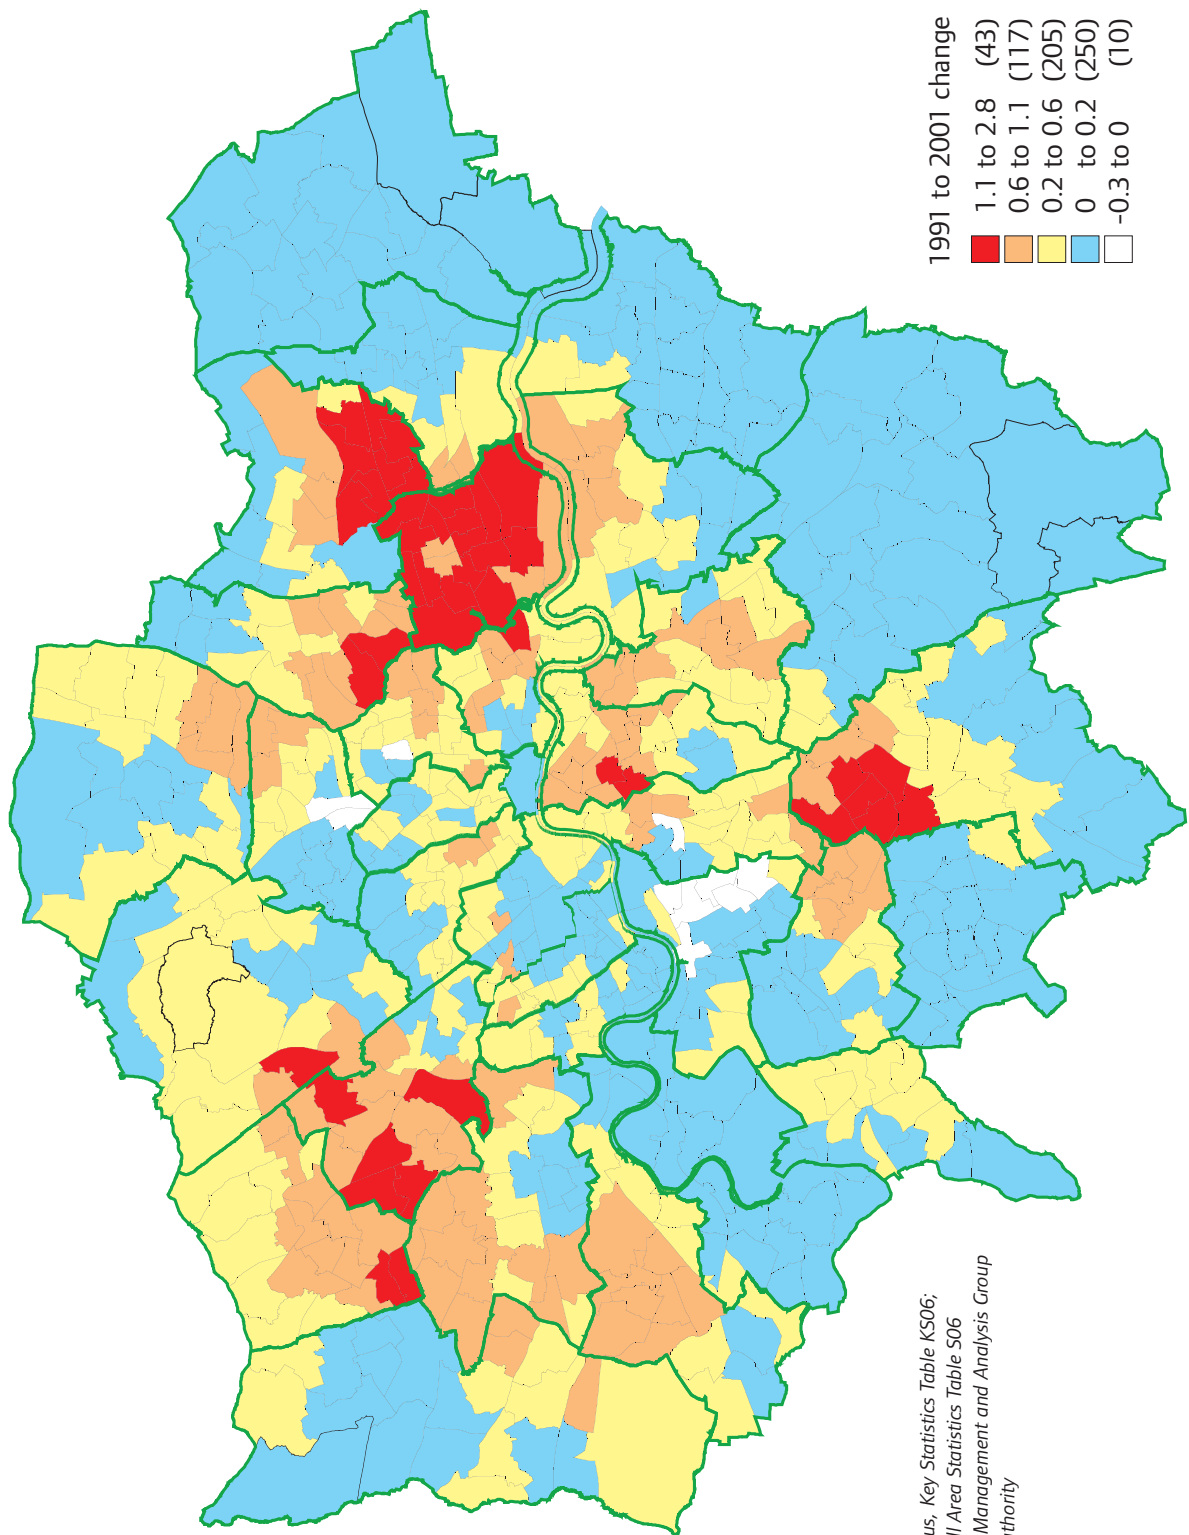 1991 to 2001 change
1.1 to 2.8 (43)
0.6 to 1.1 (117)
0.2 to 0.6 (205)
0 to 0.2 (250)
-0.3 to 0 (10)
us, Key Statistics Table KS06;
ll Area Statistics Table S06
Management and Analysis Group
thority